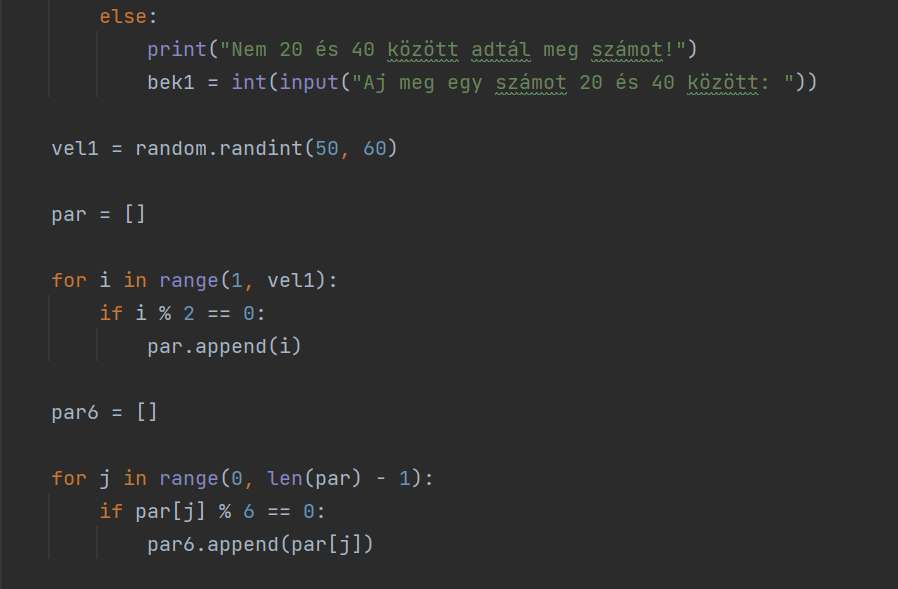 else:
print("Nem 20 és 40 között adtál meg számot!")
bek1 = int(input("Aj meg egy számot 20 és 40 között: "))
vel1 = random.randint(50, 60)
par = []
for i in range(1, vel1):
if i % 2 == 0:
par.append(i)
par6 = []
for j in range(0, len(par) - 1):
if par[j] % 6 == 0:
par6.append(par[j])